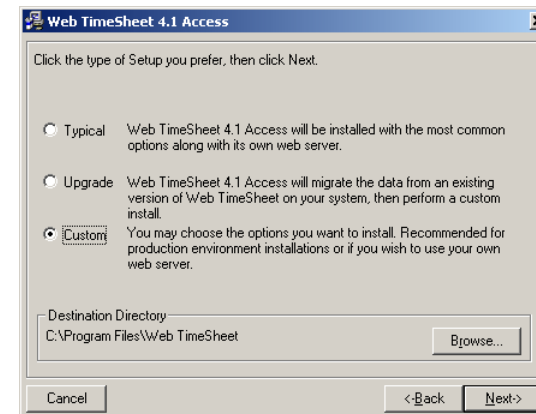 Web TimeSheet 4.1 Access
Click the type of Setup you prefer, then click Next.
Typical Web TimeSheet 4.1 Access will be installed with the most common
options along with its own web server.
Upgrade Web TimeSheet 4.1 Access will migrate the data from an existing
version of Web TimeSheet on your system, then perform a custom
install.
Custom You may choose the options you want to install. Recommended for
production environment installations or if you wish to use your own
web server.
Destination Directory
C:\Program Files\Web TimeSheet
Browse...
Cancel <-Back Next->